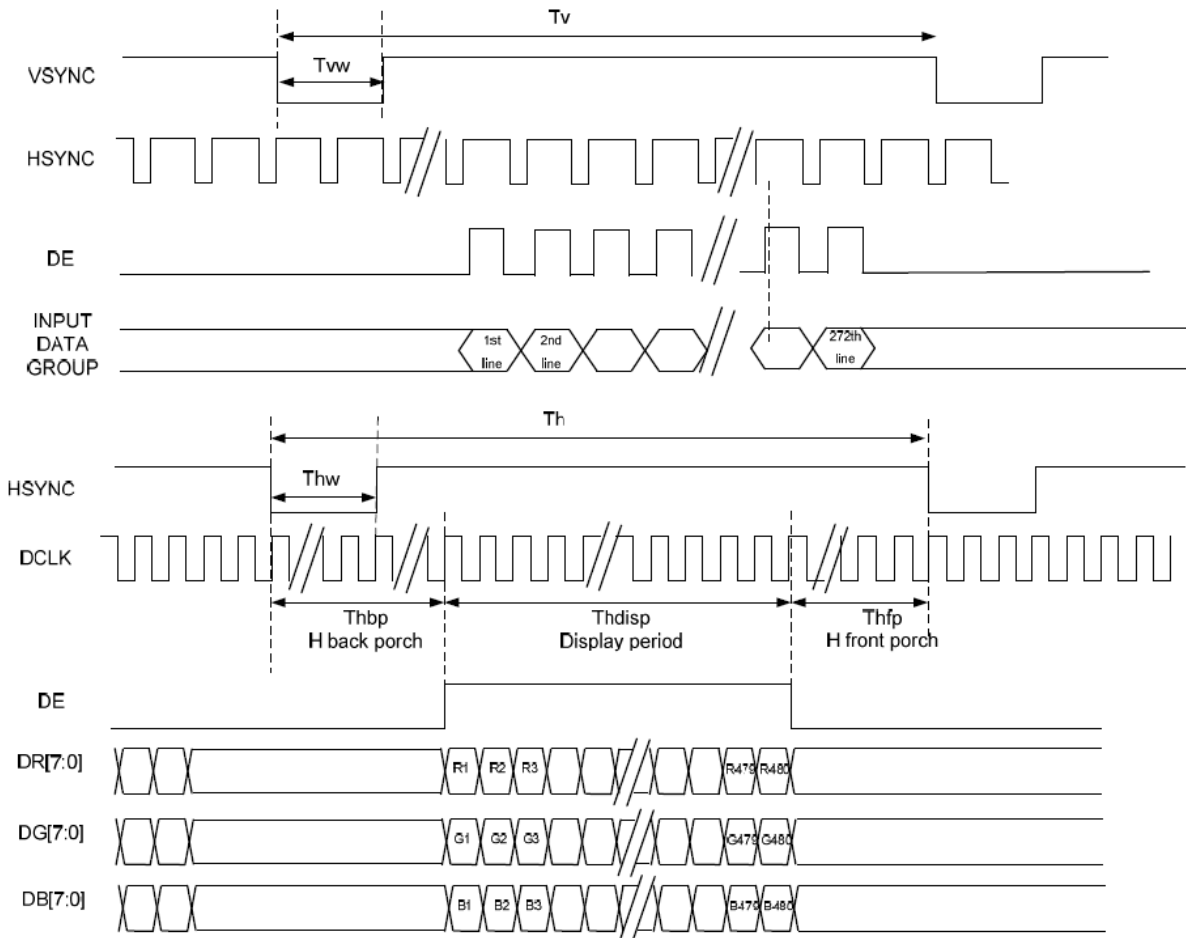 Tv
Tvw
VSYNC
HSYNC
DE
INPUT
DATA
GROUP
1st
line
2nd
line
272th
line
Th
Thw
HSYNC
DCLK
Thbp
H back porch
Thdisp
Display period
Thfp
H front porch
DE
DR[7:0]
R1 R2 R3 R479 R480
DG[7:0]
G1 G2 G3 G479 G480
DB[7:0]
B1 B2 B3 B479 B480